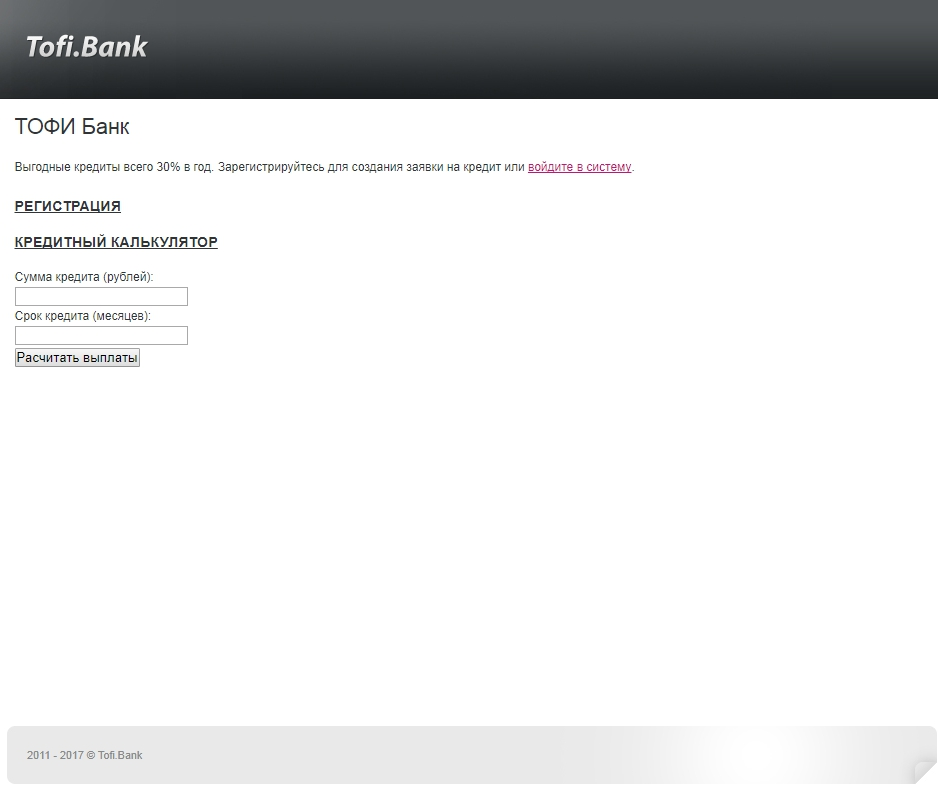 Tofi.Bank
ТОФИ Банк
Выгодные кредиты всего 30% в год. Зарегистрируйтесь для создания заявки на кредит или войдите в систему.
РЕГИСТРАЦИЯ
КРЕДИТНЫЙ КАЛЬКУЛЯТОР
Сумма кредита (рублей):
Срок кредита (месяцев):
Расчитать выплаты
2011 - 2017 © Tofi.Bank